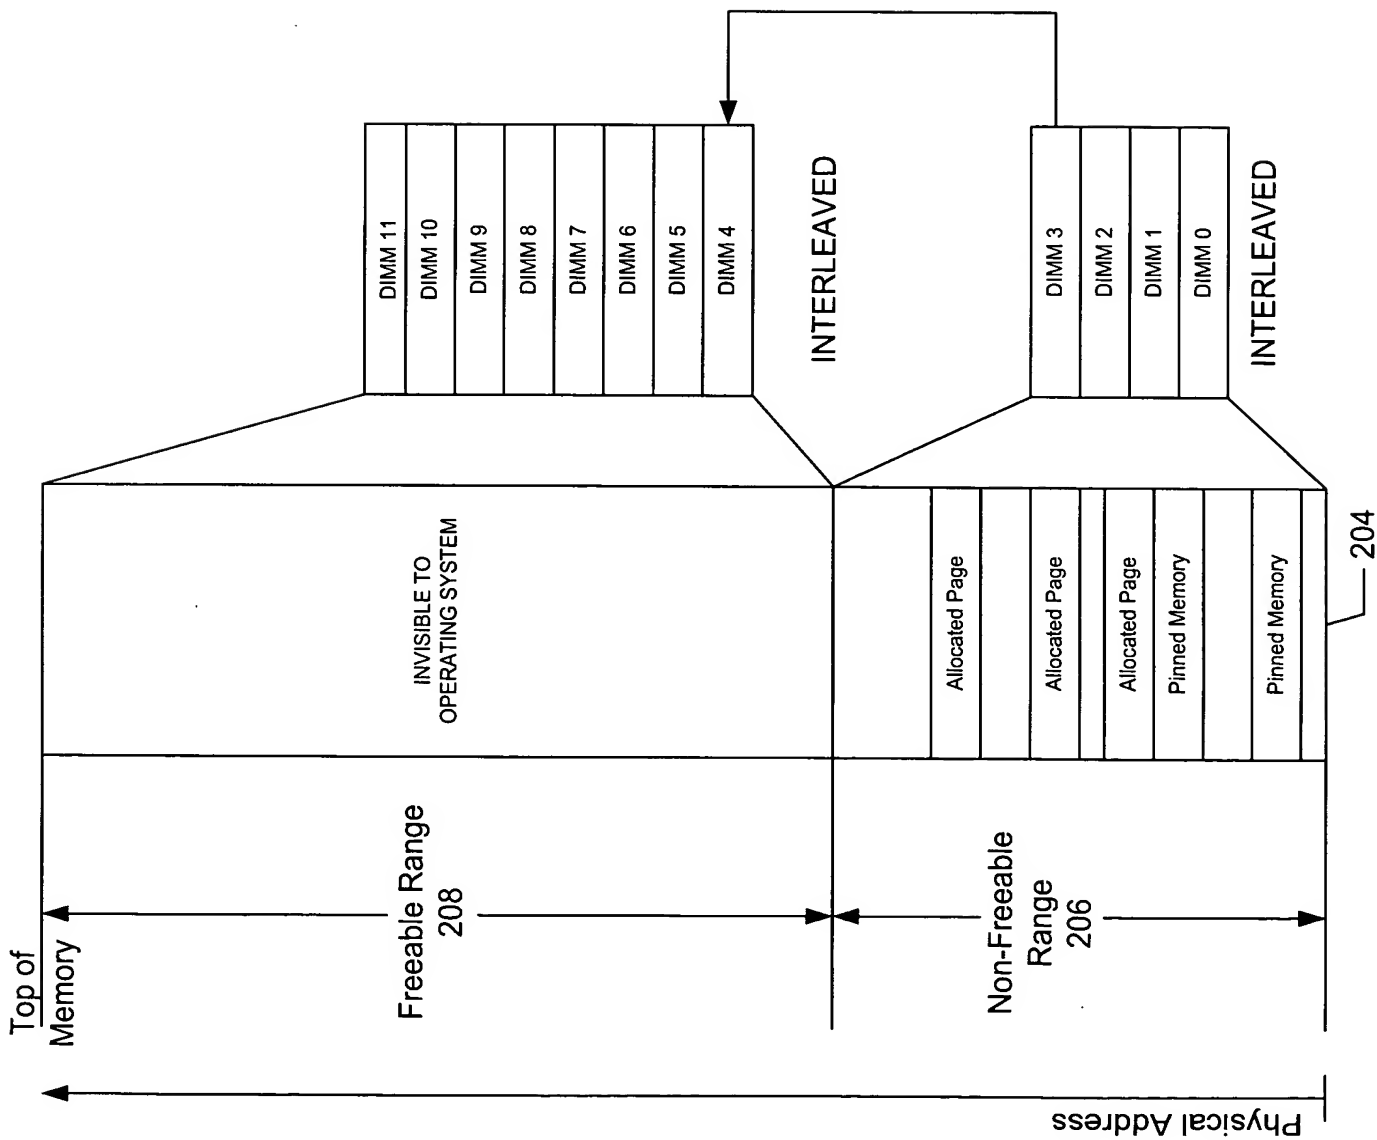 Top of
Memory
Physical Address
Freeable Range
208
Non-Freeable
Range
206
INVISIBLE TO
OPERATING SYSTEM
Allocated Page
Allocated Page
Allocated Page
Pinned Memory
Pinned Memory
204
DIMM 11
DIMM 10
DIMM 9
DIMM 8
DIMM 7
DIMM 6
DIMM 5
DIMM 4
INTERLEAVED
DIMM 3
DIMM 2
DIMM 1
DIMM 0
INTERLEAVED